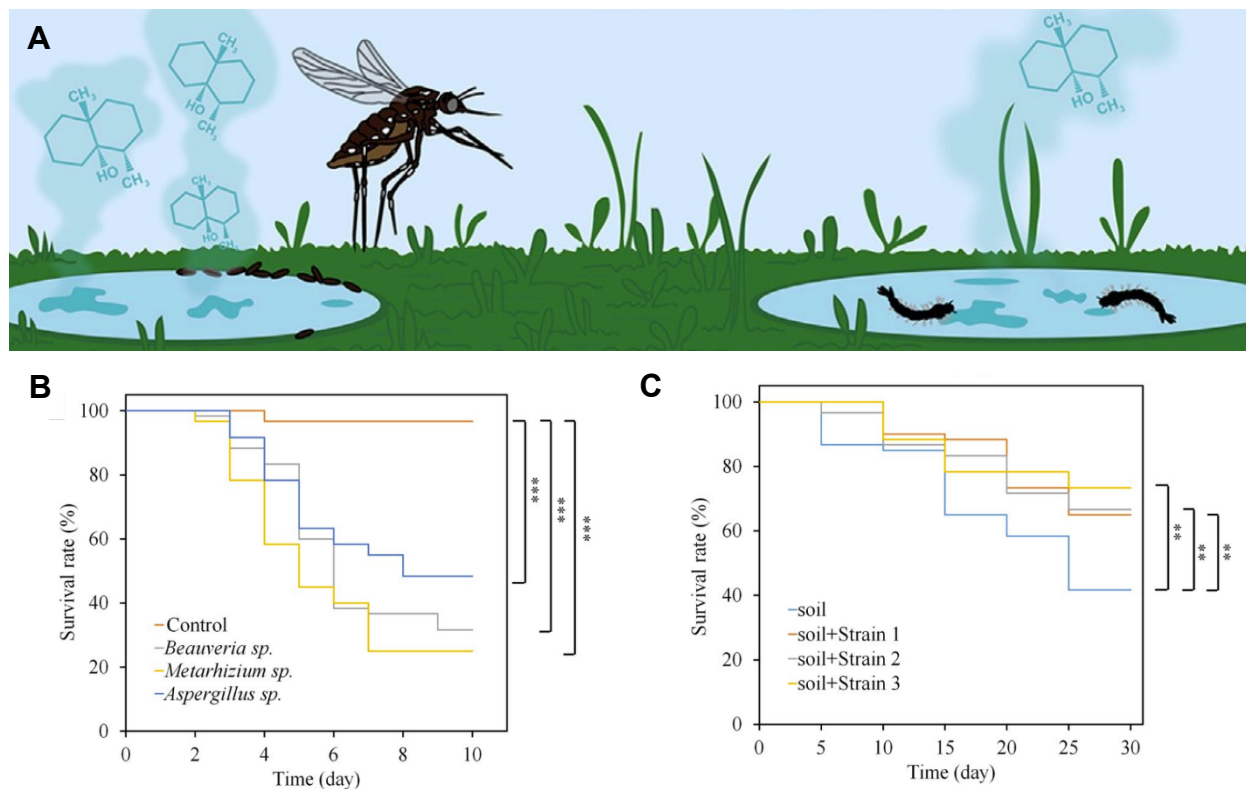 A
CH₃
HO
CH₃
CH₃
HO
CH₃
CH₃
HO
CH₃
CH₃
HO
CH₃
B
100
80
60
40
20
0
Survival rate (%)
0 2 4 6 8 10
Time (day)
Control
Beauveria sp.
Metarhizium sp.
Aspergillus sp.
***
***
***
C
100
80
60
40
20
0
Survival rate (%)
0 5 10 15 20 25 30
Time (day)
soil
soil+Strain 1
soil+Strain 2
soil+Strain 3
**
**
**